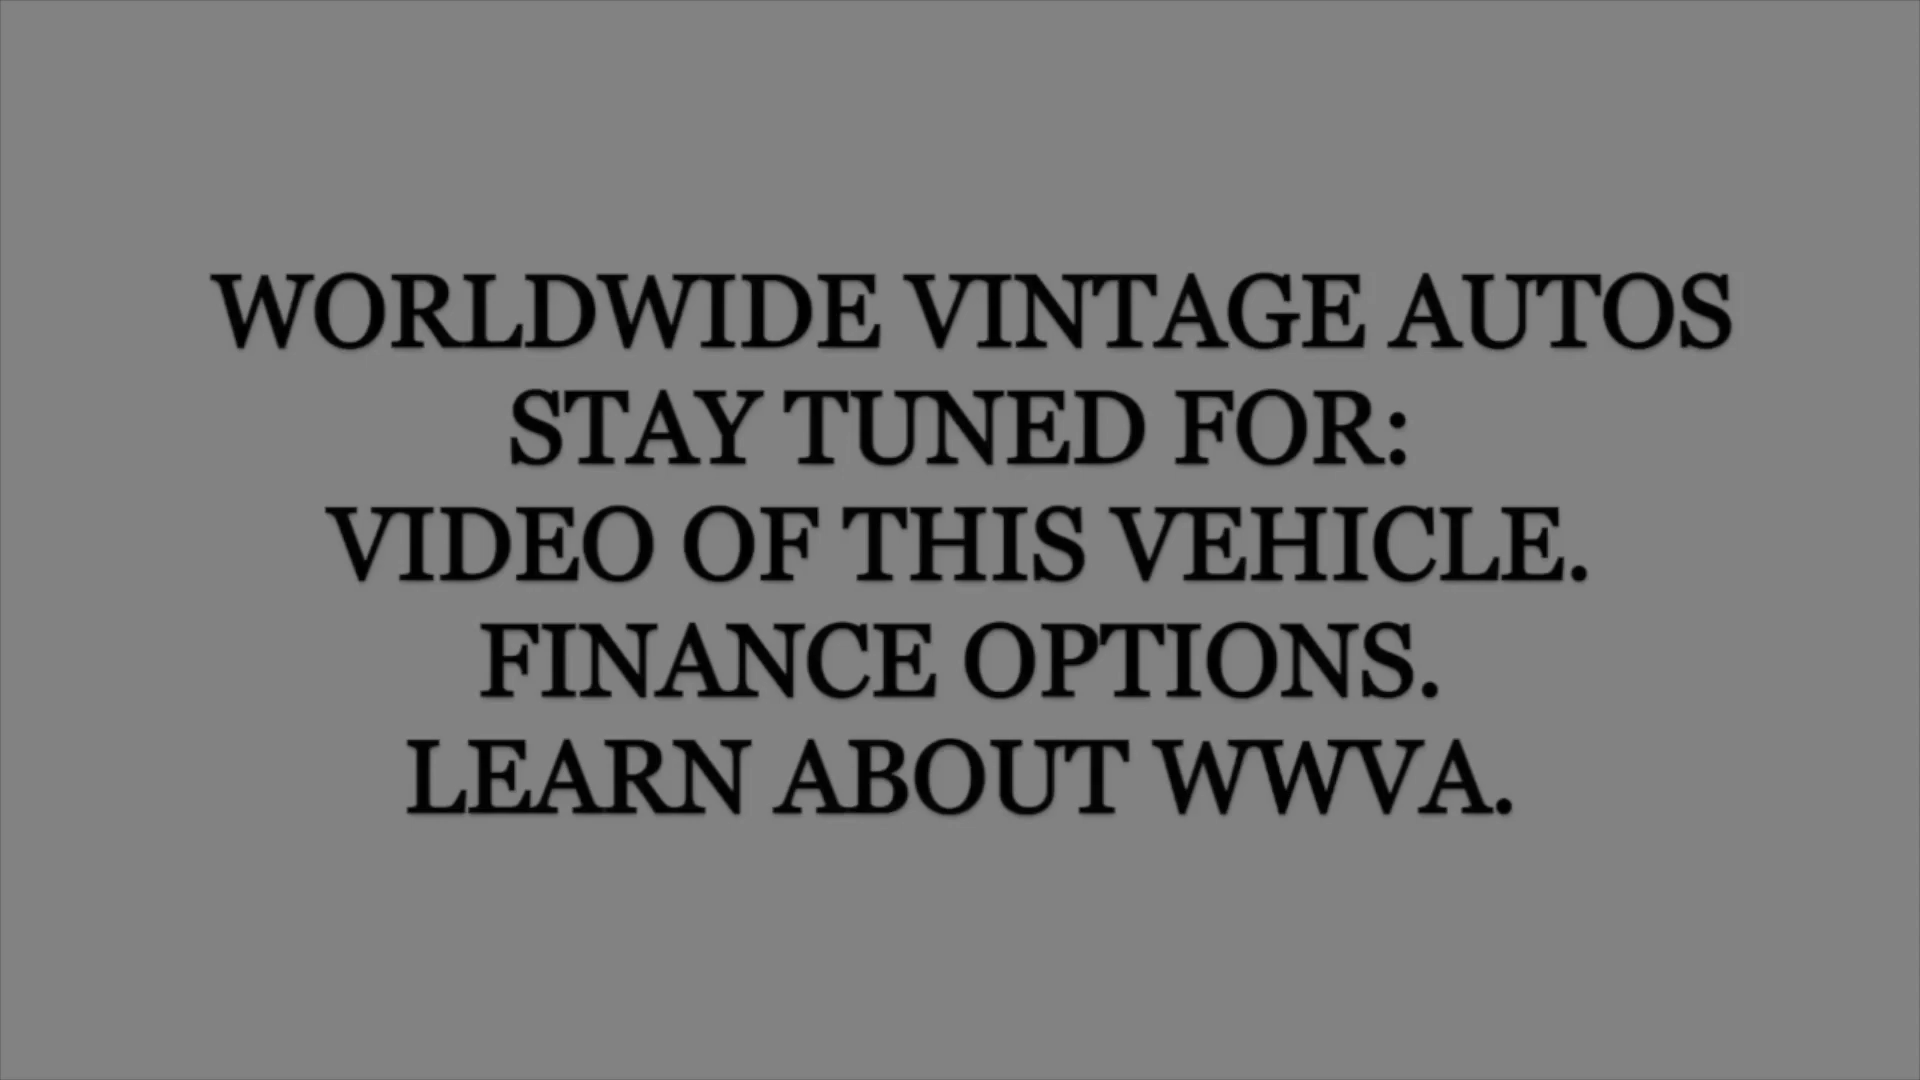 WORLDWIDE VINTAGE AUTOS
STAY TUNED FOR:
VIDEO OF THIS VEHICLE.
FINANCE OPTIONS.
LEARN ABOUT WWVA.